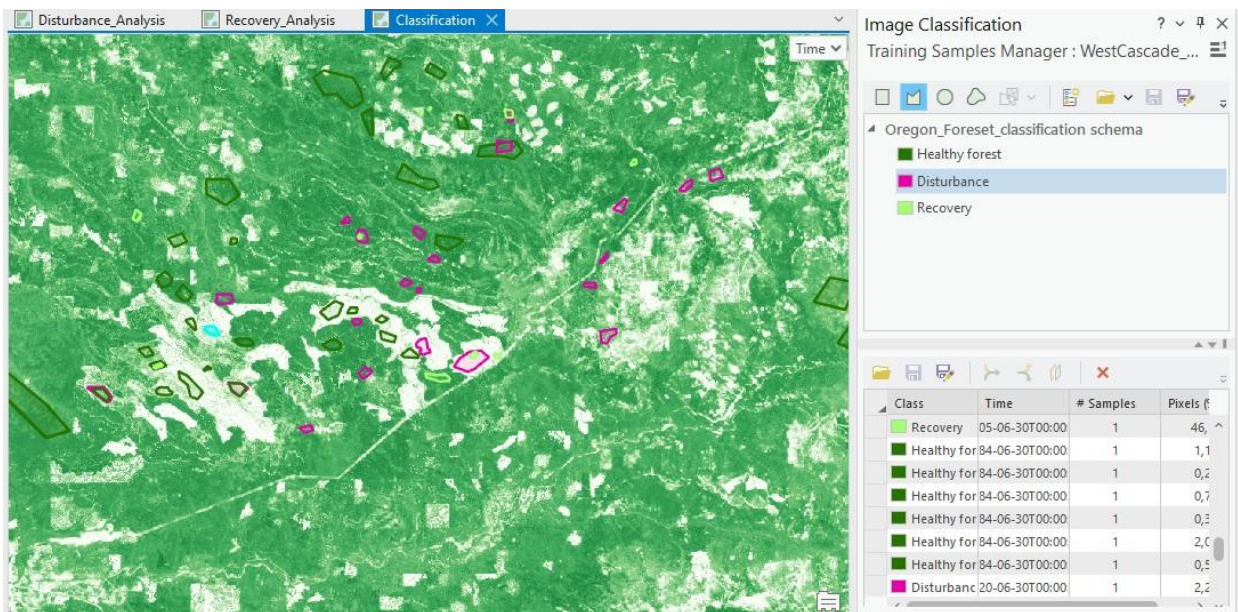 Disturbance_Analysis
Recovery_Analysis
Classification
Time
Image Classification
?
Training Samples Manager : WestCascade_...
Oregon_Foreset_classification schema
Healthy forest
Disturbance
Recovery
Class Time # Samples Pixels (%
Recovery 05-06-30T00:00: 1 46,
Healthy for 84-06-30T00:00: 1 1,1
Healthy for 84-06-30T00:00: 1 0,2
Healthy for 84-06-30T00:00: 1 0,7
Healthy for 84-06-30T00:00: 1 0,3
Healthy for 84-06-30T00:00: 1 2,0
Healthy for 84-06-30T00:00: 1 0,5
Disturbanc 20-06-30T00:00: 1 2,2